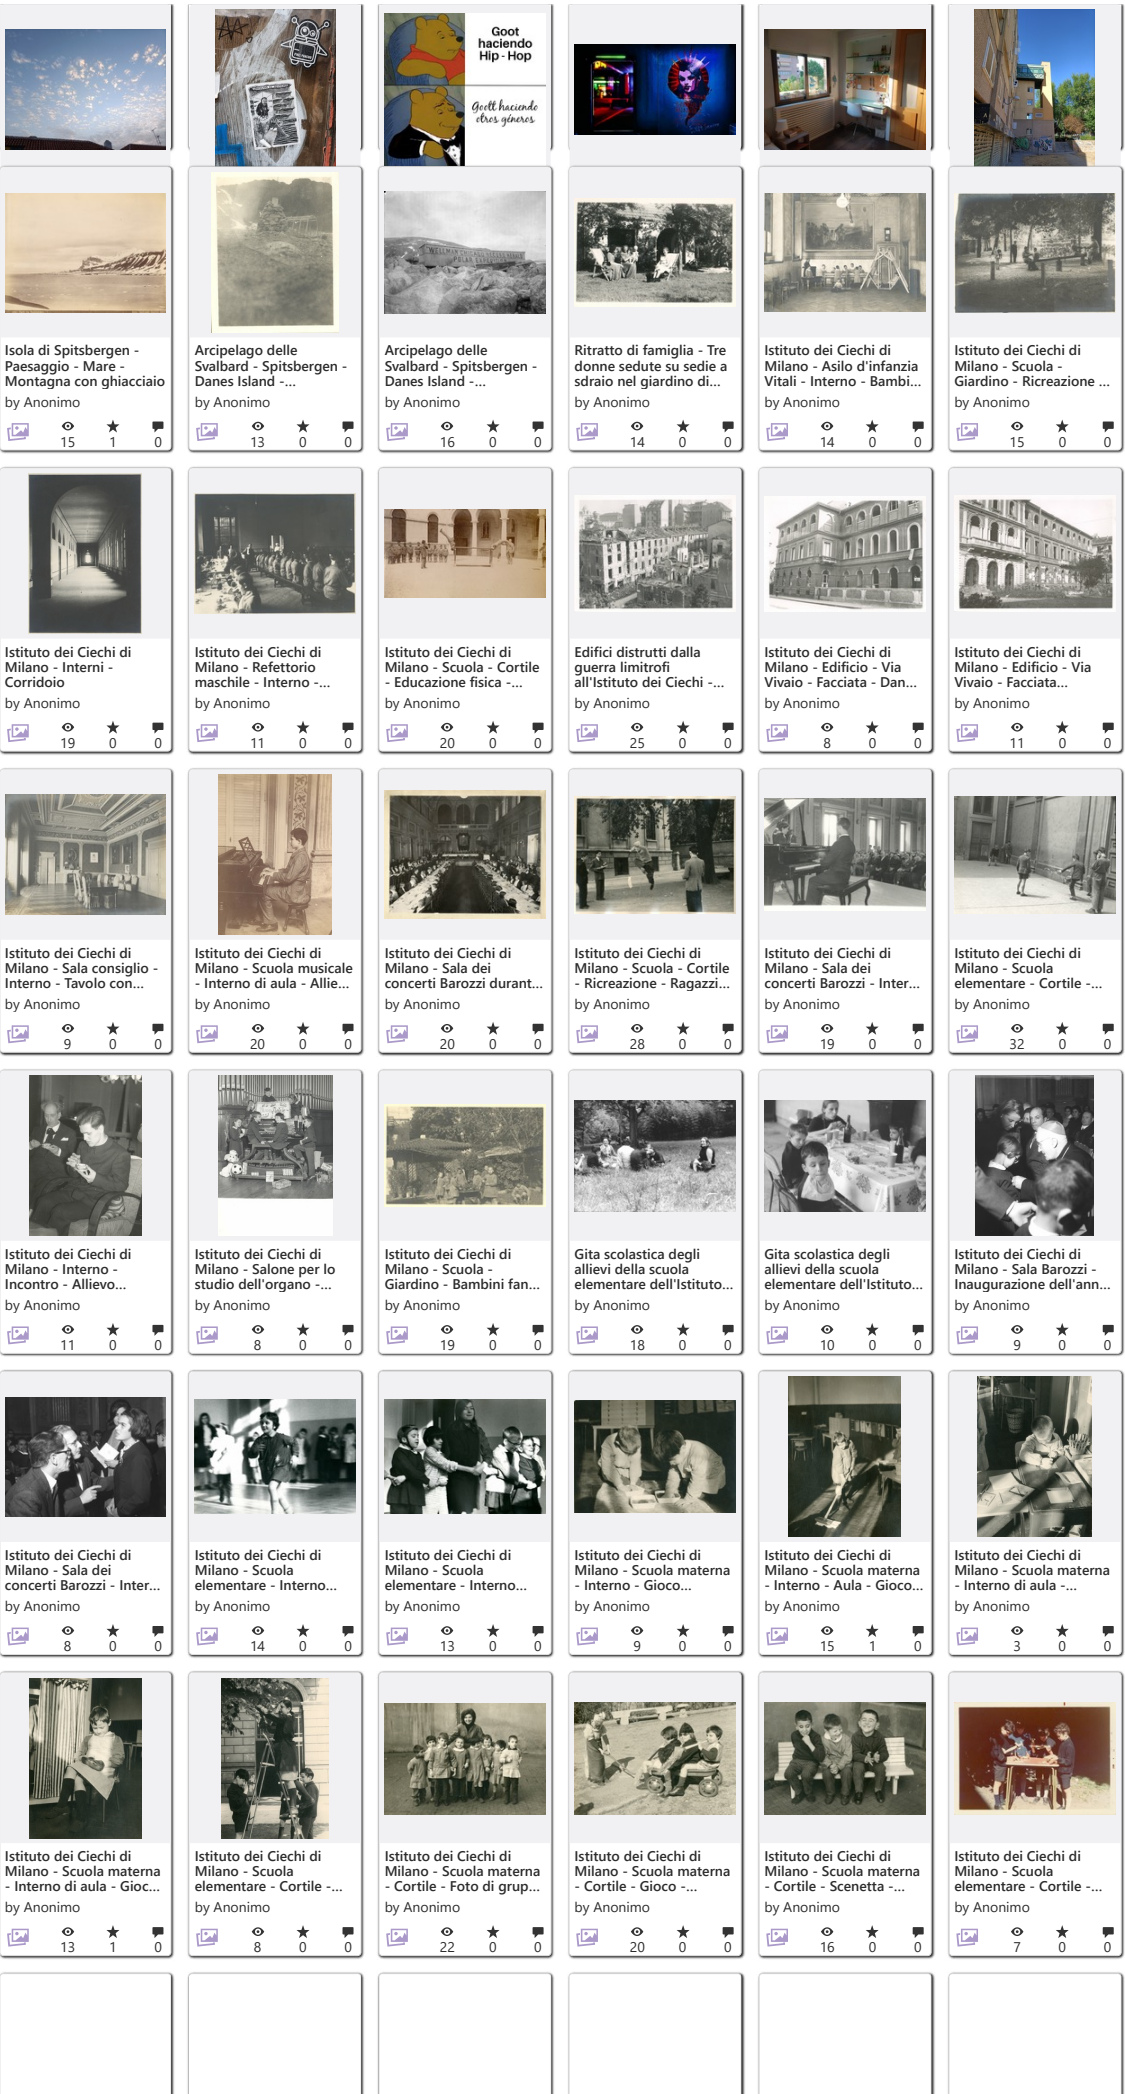 Goot
haciendo
Hip - Hop
Goott haciendo
otros géneros
WELLMAN CHICAGO RECORD-HERALD
POLAR EXPEDITION
Isola di Spitsbergen -
Paesaggio - Mare -
Montagna con ghiacciaio
by Anonimo
15 1 0
Arcipelago delle
Svalbard - Spitsbergen -
Danes Island -...
by Anonimo
13 0 0
Arcipelago delle
Svalbard - Spitsbergen -
Danes Island -...
by Anonimo
16 0 0
Ritratto di famiglia - Tre
donne sedute su sedie a
sdraio nel giardino di...
by Anonimo
14 0 0
Istituto dei Ciechi di
Milano - Asilo d'infanzia
Vitali - Interno - Bambi...
by Anonimo
14 0 0
Istituto dei Ciechi di
Milano - Scuola -
Giardino - Ricreazione ...
by Anonimo
15 0 0
Istituto dei Ciechi di
Milano - Interni -
Corridoio
by Anonimo
19 0 0
Istituto dei Ciechi di
Milano - Refettorio
maschile - Interno -...
by Anonimo
11 0 0
Istituto dei Ciechi di
Milano - Scuola - Cortile
- Educazione fisica -...
by Anonimo
20 0 0
Edifici distrutti dalla
guerra limitrofi
all'Istituto dei Ciechi -...
by Anonimo
25 0 0
Istituto dei Ciechi di
Milano - Edificio - Via
Vivaio - Facciata - Dan...
by Anonimo
8 0 0
Istituto dei Ciechi di
Milano - Edificio - Via
Vivaio - Facciata...
by Anonimo
11 0 0
Istituto dei Ciechi di
Milano - Sala consiglio -
Interno - Tavolo con...
by Anonimo
9 0 0
Istituto dei Ciechi di
Milano - Scuola musicale
- Interno di aula - Allie...
by Anonimo
20 0 0
Istituto dei Ciechi di
Milano - Sala dei
concerti Barozzi durant...
by Anonimo
20 0 0
Istituto dei Ciechi di
Milano - Scuola - Cortile
- Ricreazione - Ragazzi...
by Anonimo
28 0 0
Istituto dei Ciechi di
Milano - Sala dei
concerti Barozzi - Inter...
by Anonimo
19 0 0
Istituto dei Ciechi di
Milano - Scuola
elementare - Cortile -...
by Anonimo
32 0 0
Istituto dei Ciechi di
Milano - Interno -
Incontro - Allievo...
by Anonimo
11 0 0
Istituto dei Ciechi di
Milano - Salone per lo
studio dell'organo -...
by Anonimo
8 0 0
Istituto dei Ciechi di
Milano - Scuola -
Giardino - Bambini fan...
by Anonimo
19 0 0
Gita scolastica degli
allievi della scuola
elementare dell'Istituto...
by Anonimo
18 0 0
Gita scolastica degli
allievi della scuola
elementare dell'Istituto...
by Anonimo
10 0 0
Istituto dei Ciechi di
Milano - Sala Barozzi -
Inaugurazione dell'ann...
by Anonimo
9 0 0
Istituto dei Ciechi di
Milano - Sala dei
concerti Barozzi - Inter...
by Anonimo
8 0 0
Istituto dei Ciechi di
Milano - Scuola
elementare - Interno...
by Anonimo
14 0 0
Istituto dei Ciechi di
Milano - Scuola
elementare - Interno...
by Anonimo
13 0 0
Istituto dei Ciechi di
Milano - Scuola materna
- Interno - Gioco...
by Anonimo
9 0 0
Istituto dei Ciechi di
Milano - Scuola materna
- Interno - Aula - Gioco...
by Anonimo
15 1 0
Istituto dei Ciechi di
Milano - Scuola materna
- Interno di aula -...
by Anonimo
3 0 0
Istituto dei Ciechi di
Milano - Scuola materna
- Interno di aula - Gioc...
by Anonimo
13 1 0
Istituto dei Ciechi di
Milano - Scuola
elementare - Cortile -...
by Anonimo
8 0 0
Istituto dei Ciechi di
Milano - Scuola materna
- Cortile - Foto di grup...
by Anonimo
22 0 0
Istituto dei Ciechi di
Milano - Scuola materna
- Cortile - Gioco -...
by Anonimo
20 0 0
Istituto dei Ciechi di
Milano - Scuola materna
- Cortile - Scenetta -...
by Anonimo
16 0 0
Istituto dei Ciechi di
Milano - Scuola
elementare - Cortile -...
by Anonimo
7 0 0